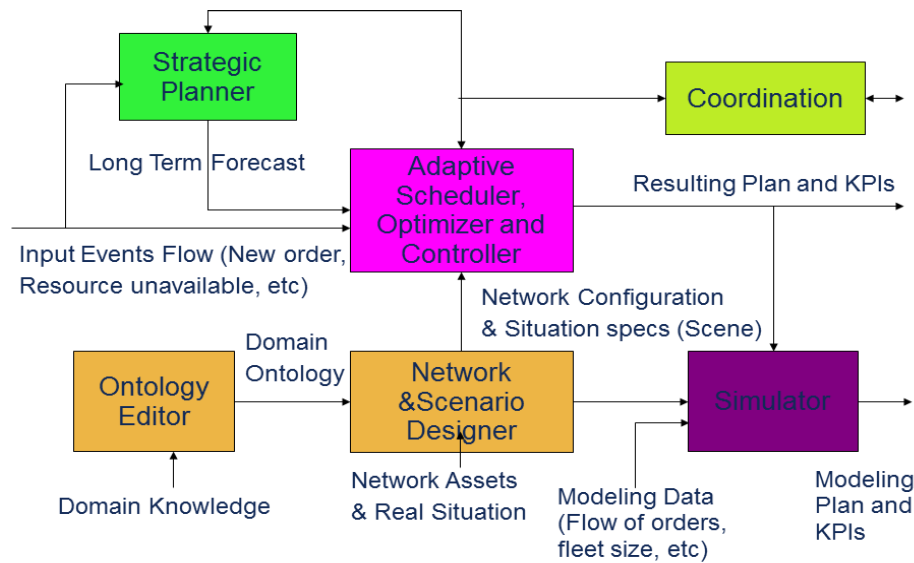 Strategic
Planner
Coordination
Long Term Forecast
Adaptive
Scheduler,
Optimizer and
Controller
Resulting Plan and KPIs
Input Events Flow (New order,
Resource unavailable, etc)
Network Configuration
& Situation specs (Scene)
Domain
Ontology
Ontology
Editor
Network
&Scenario
Designer
Simulator
Domain Knowledge
Network Assets
& Real Situation
Modeling Data
(Flow of orders,
fleet size, etc)
Modeling
Plan and
KPIs